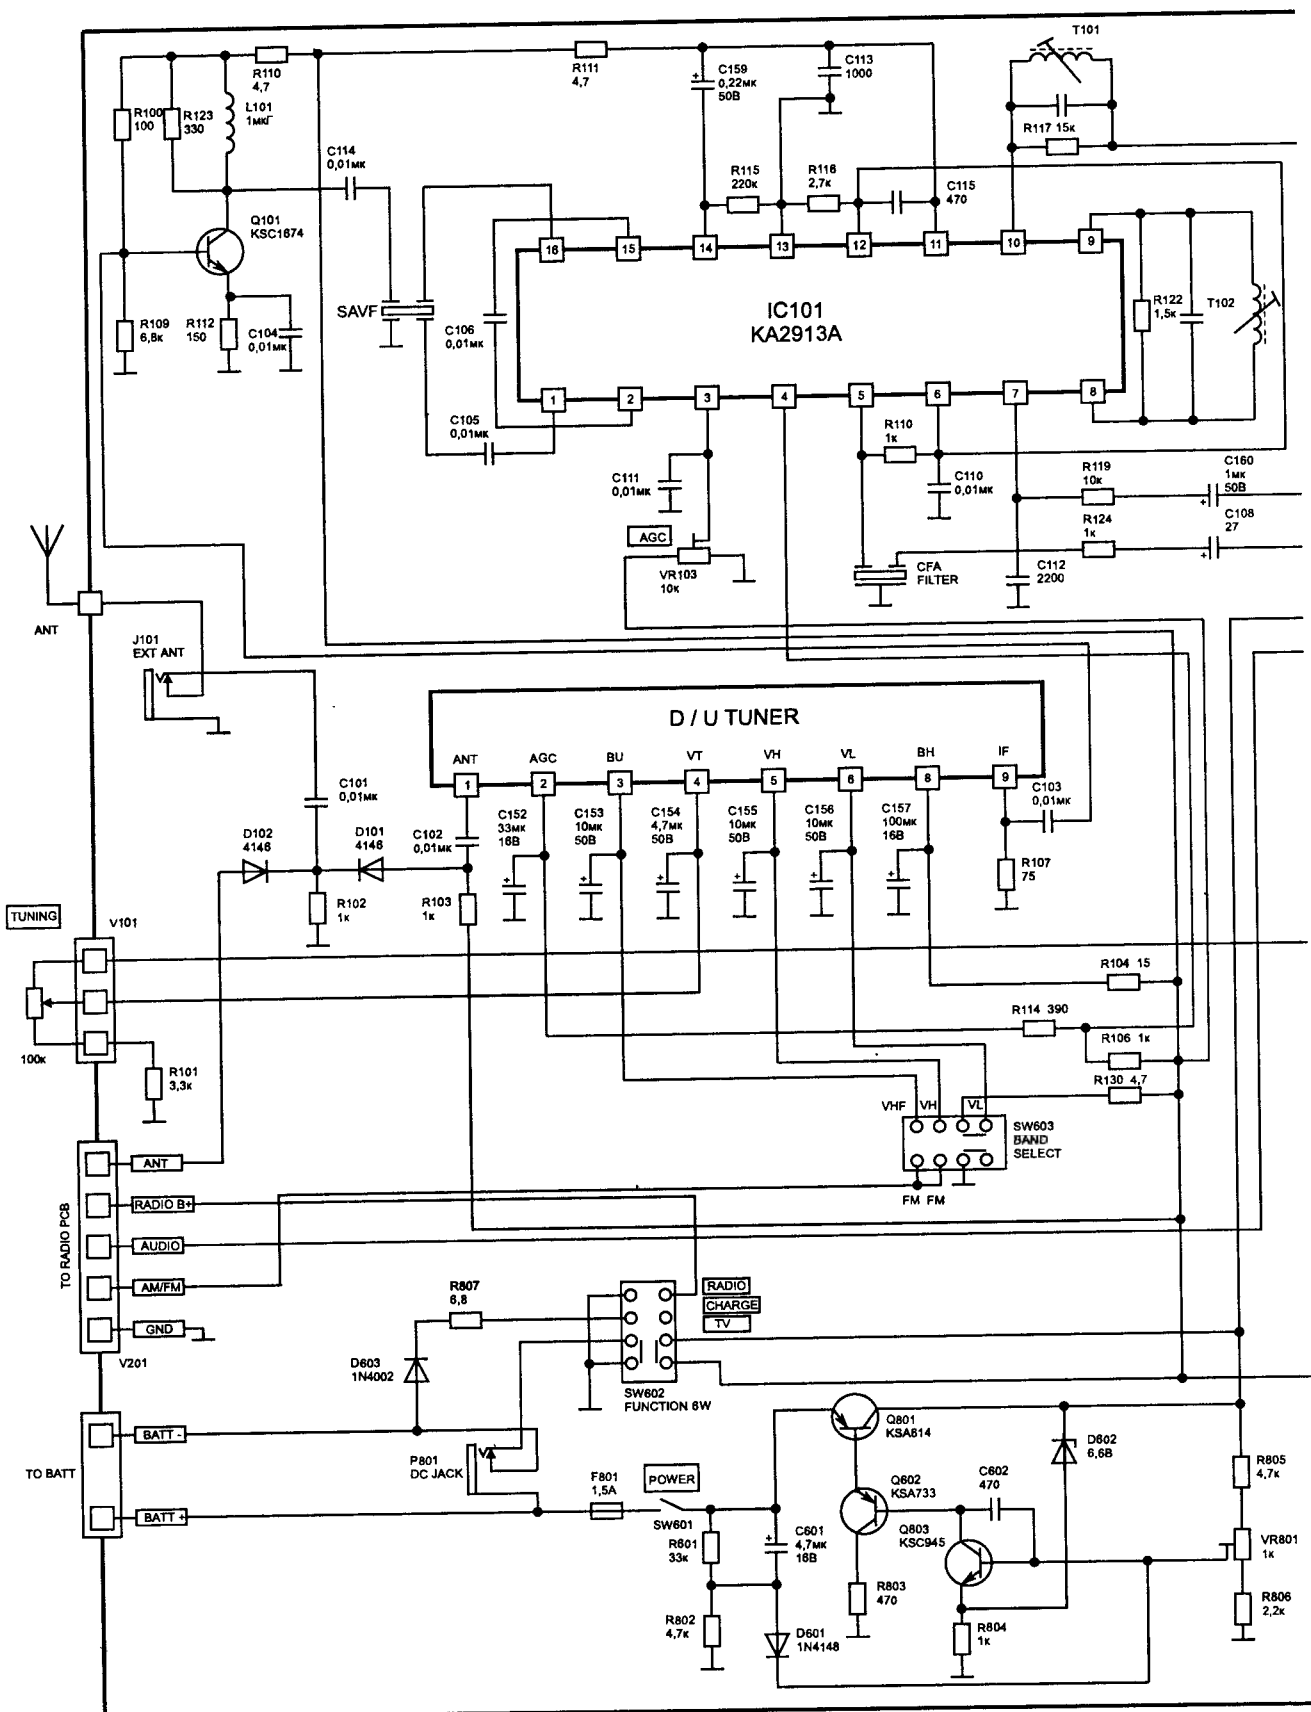 T101
R110
4,7
R111
4,7
C159
0,22мк
50В
C113
1000
R100
100
R123
330
L101
1мкГ
R117 15к
C114
0,01мк
R115
220к
R116
2,7к
C115
470
Q101
KSC1674
16
15
14
13
12
11
10
9
SAVF
IC101
KA2913A
R109
6,8к
R112
150
C104
0,01мк
C106
0,01мк
R122
1,5к
T102
1
2
3
4
5
6
7
8
C105
0,01мк
R110
1к
C111
0,01мк
C110
0,01мк
R119
10к
C160
1мк
50В
R124
1к
C108
27
AGC
VR103
10к
CFA
FILTER
C112
2200
ANT
J101
EXT ANT
D / U TUNER
ANT
AGC
BU
VT
VH
VL
BH
IF
1
2
3
4
5
6
8
9
C101
0,01мк
C102
0,01мк
C152
33мк
16В
C153
10мк
50В
C154
4,7мк
50В
C155
10мк
50В
C156
10мк
50В
C157
100мк
16В
C103
0,01мк
D102
4148
D101
4148
R107
75
R102
1к
R103
1к
TUNING
V101
R104 15
R114 390
100к
R101
3,3к
R106 1к
R130 4,7
VHF
VH
VL
SW603
BAND
SELECT
FM FM
TO RADIO PCB
ANT
RADIO B+
AUDIO
AM/FM
GND
V201
R807
6,8
RADIO
CHARGE
TV
D603
1N4002
SW602
FUNCTION 6W
TO BATT
BATT -
BATT +
P801
DC JACK
F801
1,5A
POWER
SW601
Q801
KSA614
D602
6,6В
Q602
KSA733
C602
470
R805
4,7к
R601
33к
C601
4,7мк
16В
Q803
KSC945
VR801
1к
R803
470
R802
4,7к
D601
1N4148
R804
1к
R806
2,2к